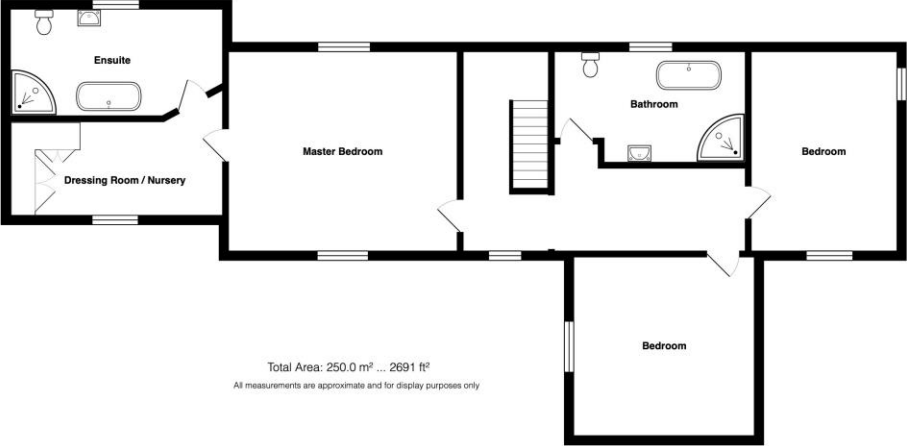 Ensuite
Bathroom
Master Bedroom
Bedroom
Dressing Room / Nursery
Bedroom
Total Area: 250.0 m² ... 2691 ft²
All measurements are approximate and for display purposes only